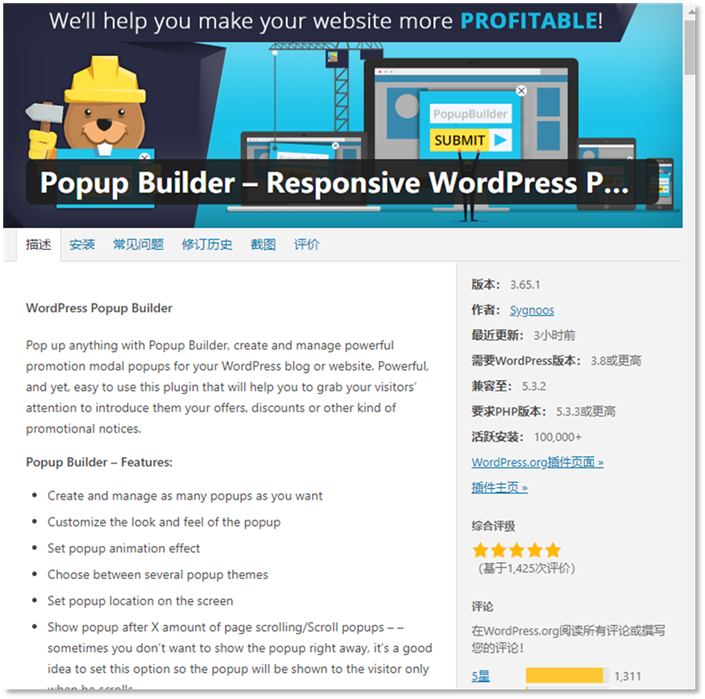 We’ll help you make your website more PROFITABLE!
PopupBuilder
SUBMIT
Popup Builder – Responsive WordPress P...
描述 安装 常见问题 修订历史 截图 评价
WordPress Popup Builder
Pop up anything with Popup Builder, create and manage powerful
promotion modal popups for your WordPress blog or website. Powerful,
and yet, easy to use this plugin that will help you to grab your visitors’
attention to introduce them your offers, discounts or other kind of
promotional notices.
Popup Builder – Features:
• Create and manage as many popups as you want
• Customize the look and feel of the popup
• Set popup animation effect
• Choose between several popup themes
• Set popup location on the screen
• Show popup after X amount of page scrolling/Scroll popups – –
sometimes you don’t want to show the popup right away, it’s a good
idea to set this option so the popup will be shown to the visitor only
when he scrolls
版本： 3.65.1
作者： Sygnoos
最近更新： 3小时前
需要WordPress版本： 3.8或更高
兼容至： 5.3.2
要求PHP版本： 5.3.3或更高
活跃安装： 100,000+
WordPress.org插件页面 »
插件主页 »
综合评级
（基于1,425次评价）
评论
在WordPress.org阅读所有评论或撰写
您的评论！
5星 1,311